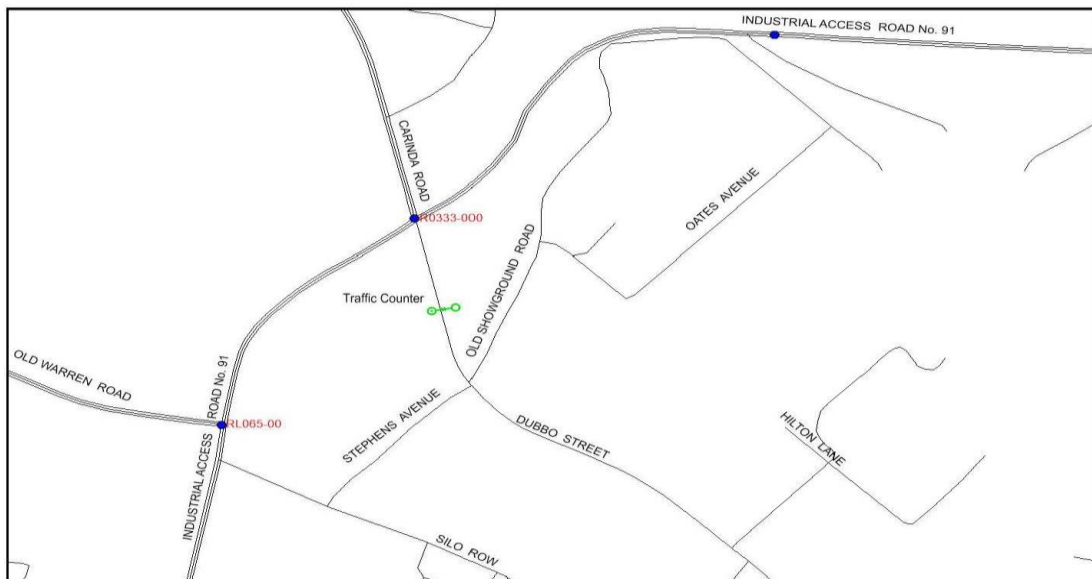 INDUSTRIAL ACCESS ROAD No. 91
CARINDA ROAD
R0333-000
OATES AVENUE
OLD SHOWGROUND ROAD
Traffic Counter
OLD WARREN ROAD
INDUSTRIAL ACCESS ROAD No. 91
RL065-00
STEPHENS AVENUE
DUBBO STREET
HILTON LANE
SILO ROW